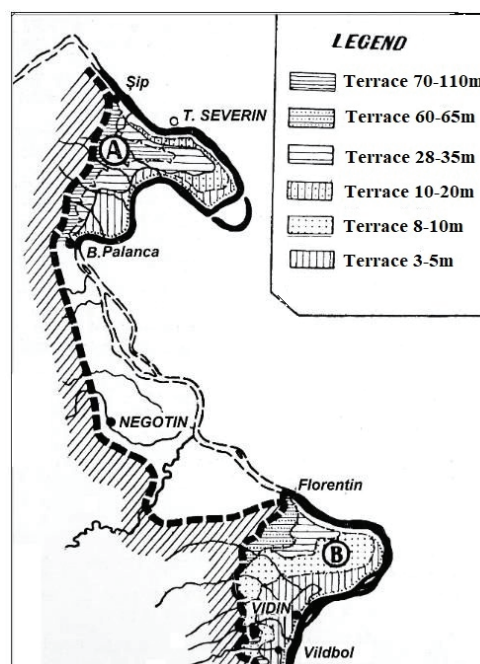 LEGEND
Terrace 70-110m
Terrace 60-65m
Terrace 28-35m
Terrace 10-20m
Terrace 8-10m
Terrace 3-5m
Şip
T. SEVERIN
A
B.Palanca
NEGOTIN
Florentin
B
VIDIN
Vildbol